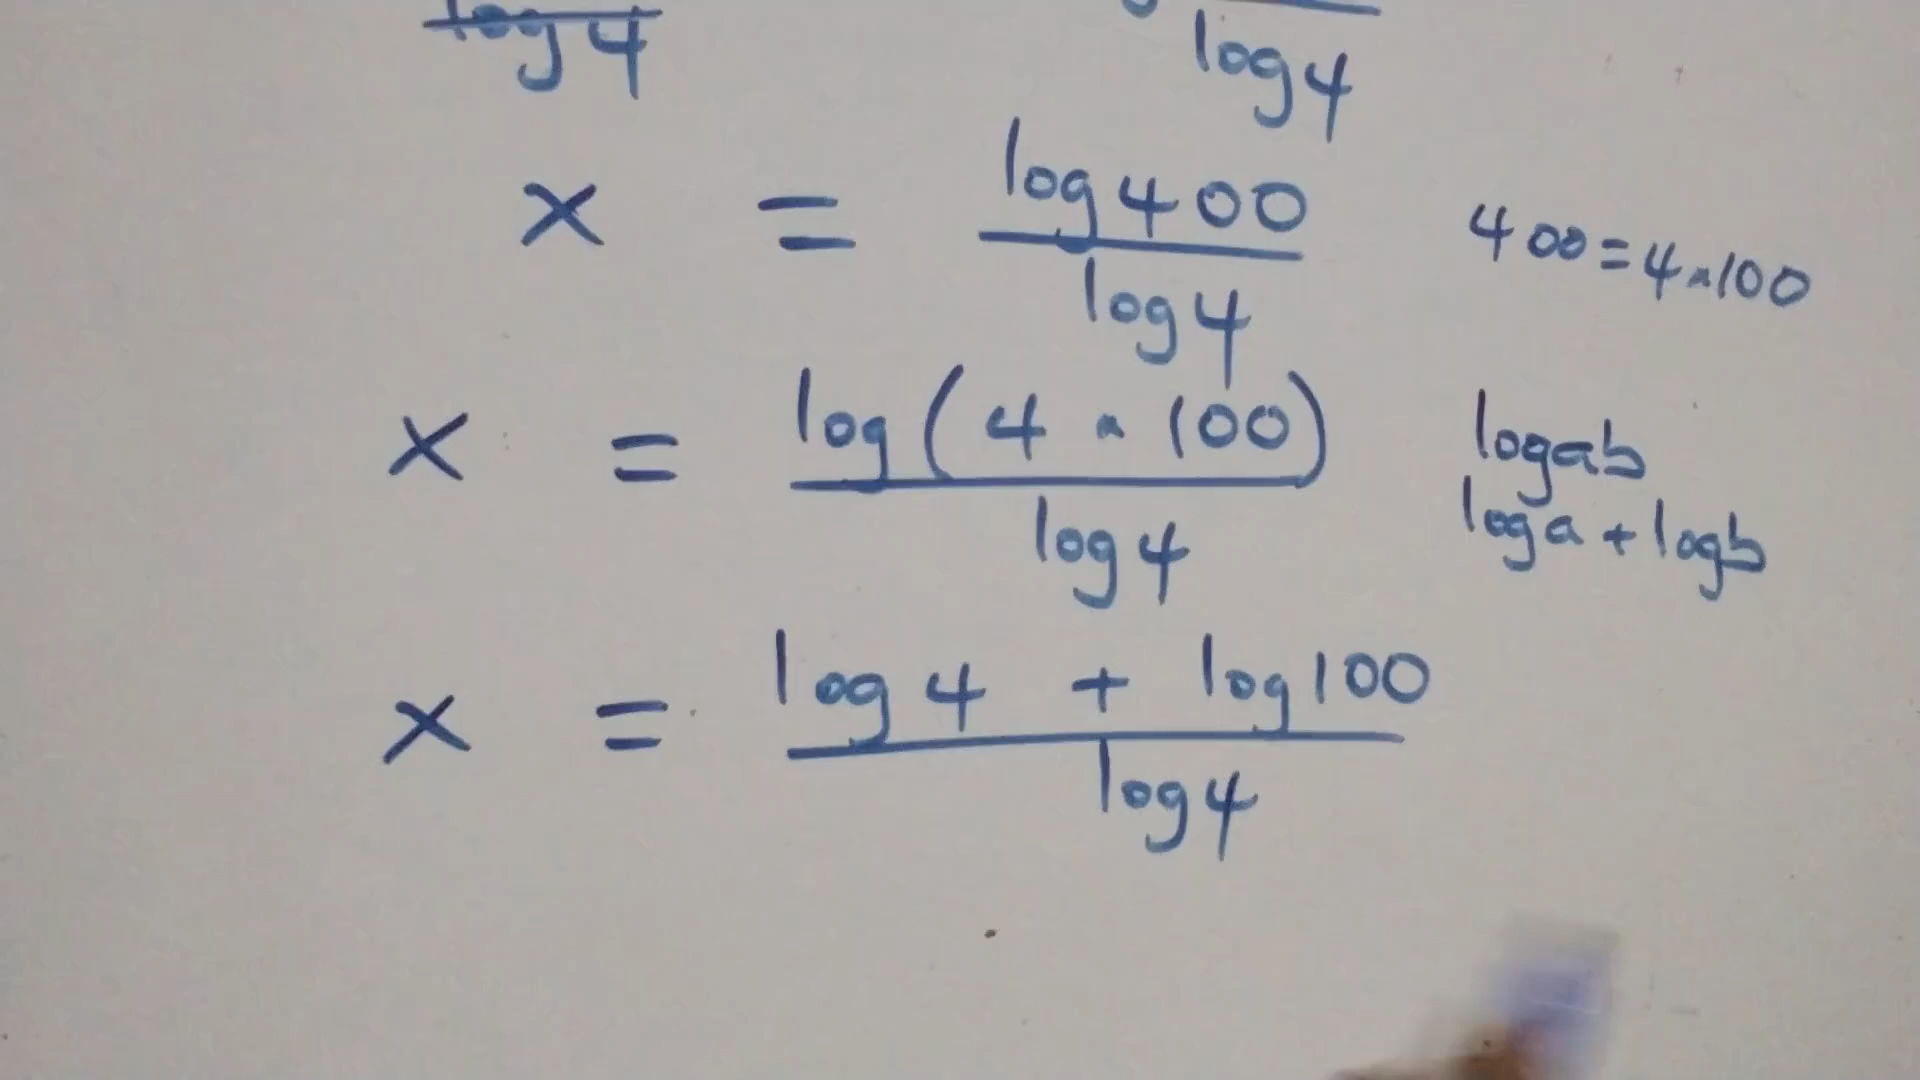 log4 log4
x = log400 / log4
400=4×100
x = log(4 × 100) / log4
logab
loga + logb
x = log4 + log100 / log4